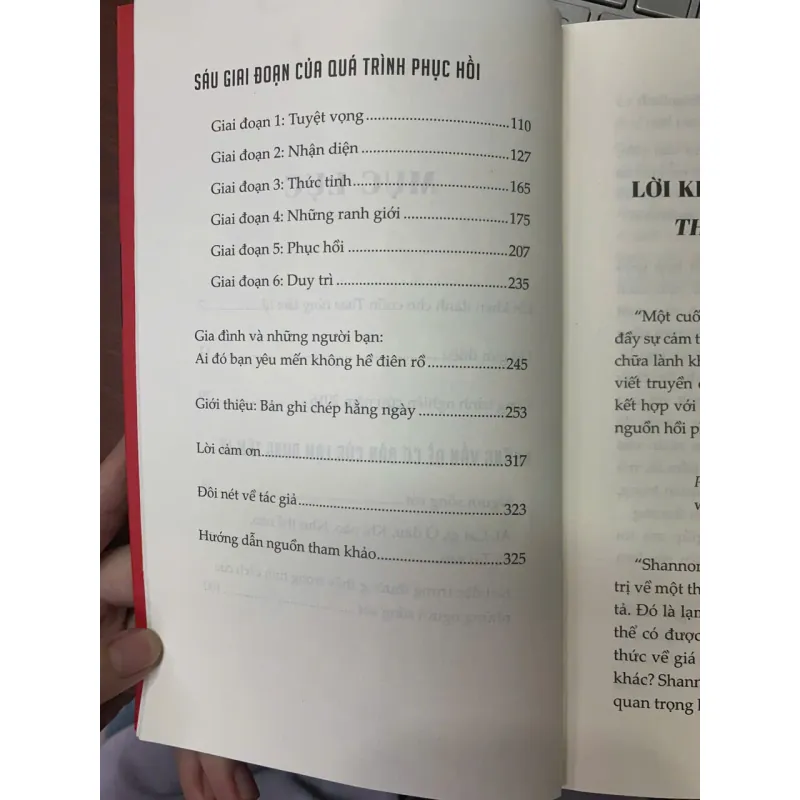 SÁU GIAI ĐOẠN CỦA QUÁ TRÌNH PHỤC HỒI
Giai đoạn 1: Tuyệt vọng 110
Giai đoạn 2: Nhận diện 127
Giai đoạn 3: Thức tỉnh 165
Giai đoạn 4: Những ranh giới 175
Giai đoạn 5: Phục hồi 207
Giai đoạn 6: Duy trì 235
Gia đình và những người bạn:
Ai đó bạn yêu mến không hề điên rồ 245
Giới thiệu: Bản ghi chép hằng ngày 253
Lời cảm ơn 317
Đôi nét về tác giả 323
Hướng dẫn nguồn tham khảo 325
LỜI
"Một
đẩy sự cảm
chữa lành
viết truyền
kết hợp với
nguồn hồi
"Shannon
trị về một
tả. Đó là
thể có được
thức về giá
khác?
quan trọng